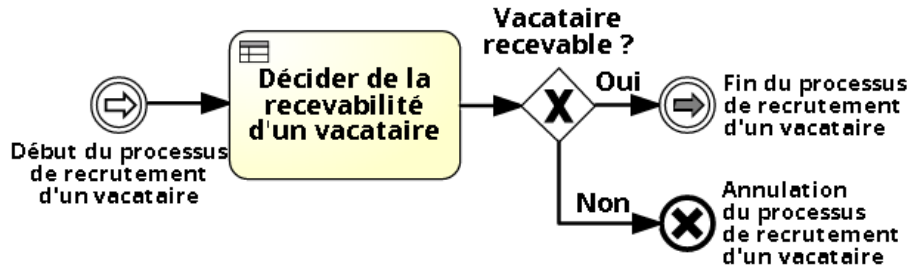 Vacataire
recevable ?
Décider de la
recevabilité
d'un vacataire
Oui
Fin du processus
de recrutement
d'un vacataire
Début du processus
de recrutement
d'un vacataire
Non
Annulation
du processus
de recrutement
d'un vacataire